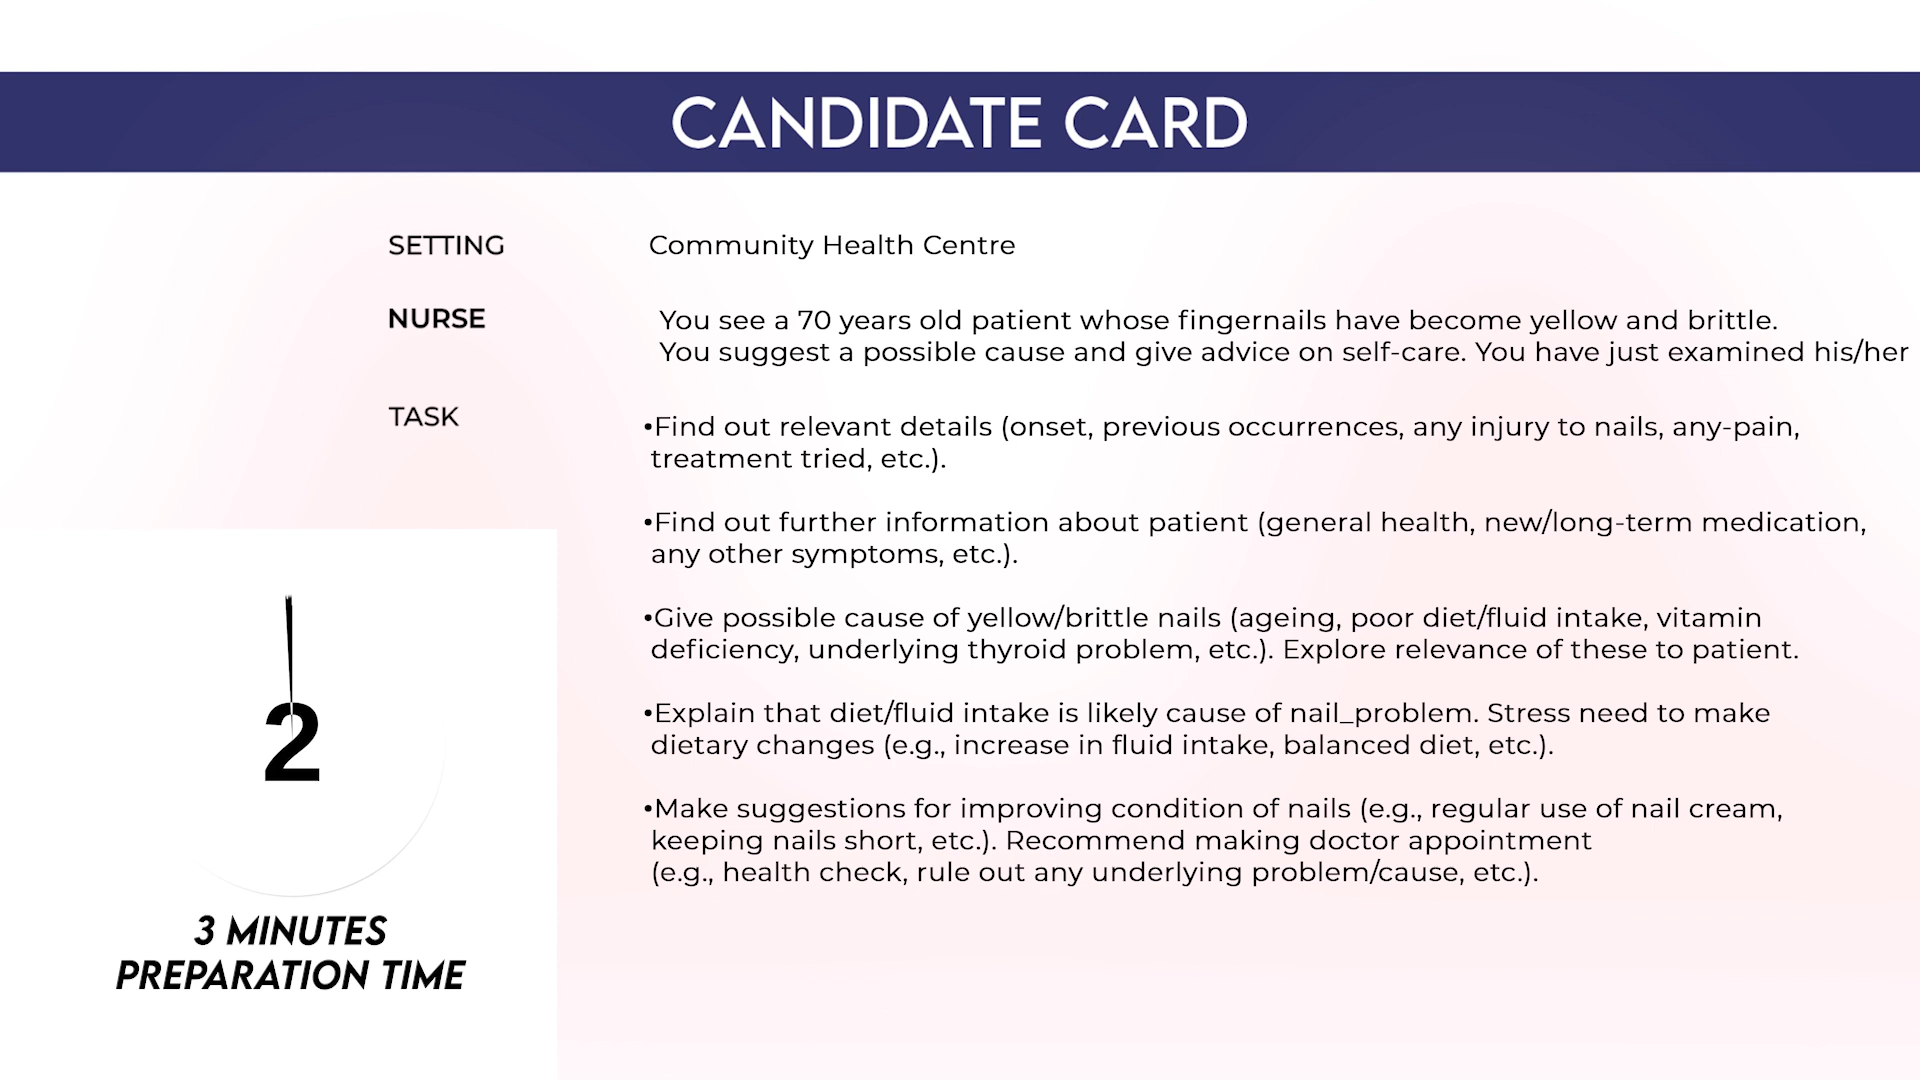 CANDIDATE CARD
SETTING
Community Health Centre
NURSE
You see a 70 years old patient whose fingernails have become yellow and brittle.
You suggest a possible cause and give advice on self-care. You have just examined his/her
TASK
•Find out relevant details (onset, previous occurrences, any injury to nails, any-pain,
treatment tried, etc.).
•Find out further information about patient (general health, new/long-term medication,
any other symptoms, etc.).
•Give possible cause of yellow/brittle nails (ageing, poor diet/fluid intake, vitamin
deficiency, underlying thyroid problem, etc.). Explore relevance of these to patient.
•Explain that diet/fluid intake is likely cause of nail_problem. Stress need to make
dietary changes (e.g., increase in fluid intake, balanced diet, etc.).
•Make suggestions for improving condition of nails (e.g., regular use of nail cream,
keeping nails short, etc.). Recommend making doctor appointment
(e.g., health check, rule out any underlying problem/cause, etc.).
2
3 MINUTES
PREPARATION TIME